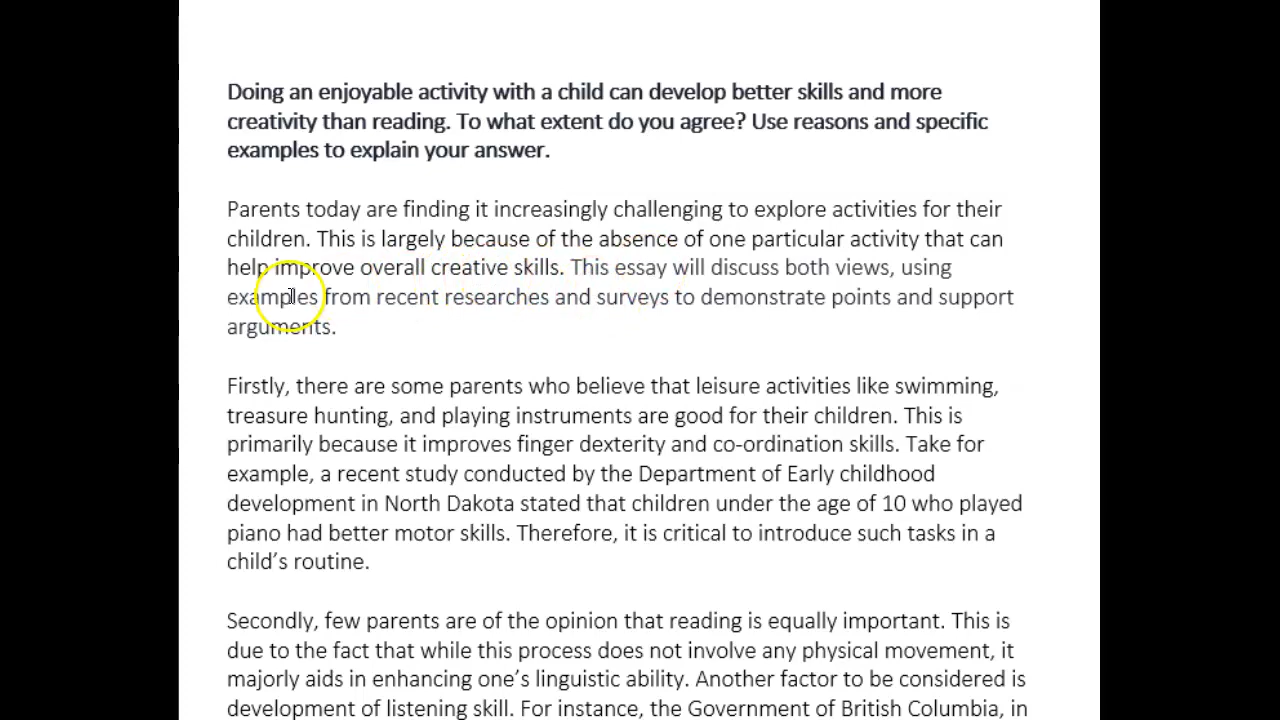 Doing an enjoyable activity with a child can develop better skills and more
creativity than reading. To what extent do you agree? Use reasons and specific
examples to explain your answer.
Parents today are finding it increasingly challenging to explore activities for their
children. This is largely because of the absence of one particular activity that can
help improve overall creative skills. This essay will discuss both views, using
examples from recent researches and surveys to demonstrate points and support
arguments.
Firstly, there are some parents who believe that leisure activities like swimming,
treasure hunting, and playing instruments are good for their children. This is
primarily because it improves finger dexterity and co-ordination skills. Take for
example, a recent study conducted by the Department of Early childhood
development in North Dakota stated that children under the age of 10 who played
piano had better motor skills. Therefore, it is critical to introduce such tasks in a
child’s routine.
Secondly, few parents are of the opinion that reading is equally important. This is
due to the fact that while this process does not involve any physical movement, it
majorly aids in enhancing one’s linguistic ability. Another factor to be considered is
development of listening skill. For instance, the Government of British Columbia, in